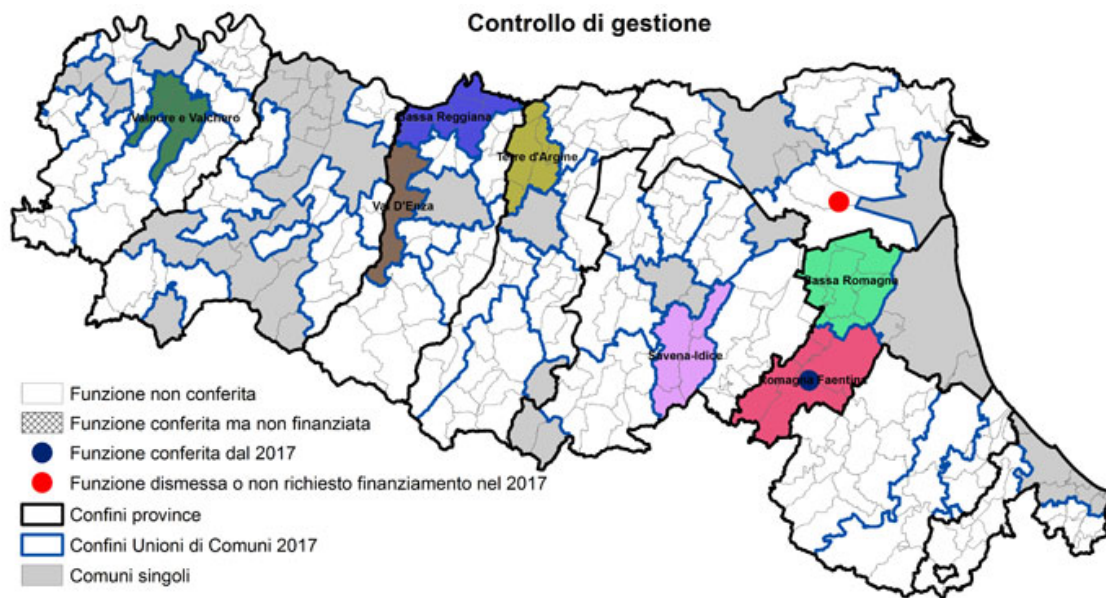 Controllo di gestione
Bassa Reggiana
Valnure e Valchero
Terre d'Argine
Val D'Enza
Bassa Romagna
Savena-Idice
Romagna Faentina
Funzione non conferita
Funzione conferita ma non finanziata
Funzione conferita dal 2017
Funzione dismessa o non richiesto finanziamento nel 2017
Confini province
Confini Unioni di Comuni 2017
Comuni singoli